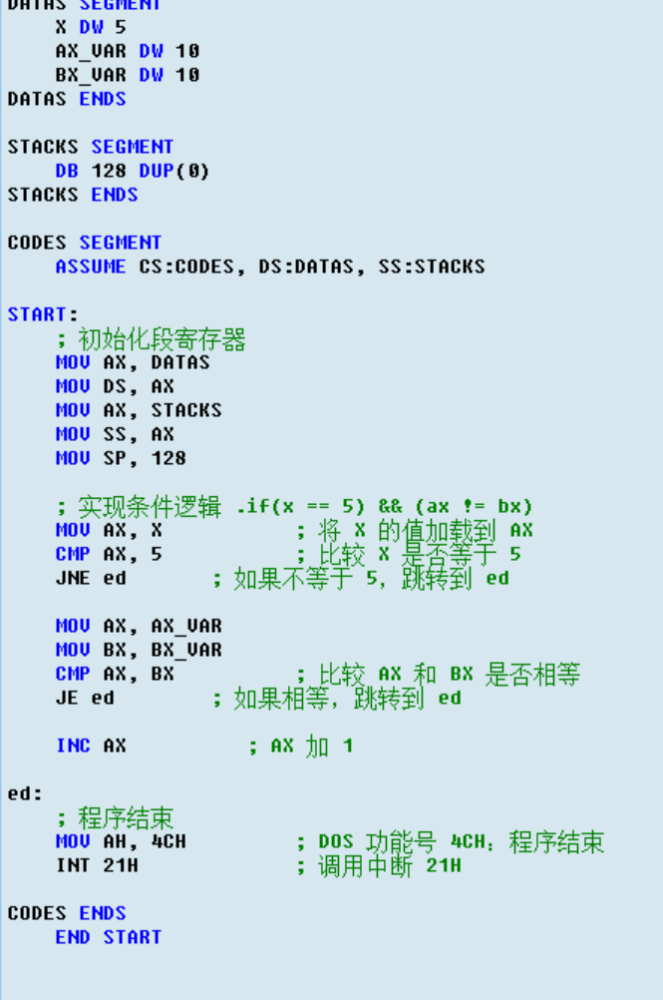 DATAS SEGMENT
X DW 5
AX_VAR DW 10
BX_VAR DW 10
DATAS ENDS
STACKS SEGMENT
DB 128 DUP(0)
STACKS ENDS
CODES SEGMENT
ASSUME CS:CODES, DS:DATAS, SS:STACKS
START:
; 初始化段寄存器
MOV AX, DATAS
MOV DS, AX
MOV AX, STACKS
MOV SS, AX
MOV SP, 128
; 实现条件逻辑 .if(x == 5) && (ax != bx)
MOV AX, X ; 将 X 的值加载到 AX
CMP AX, 5 ; 比较 X 是否等于 5
JNE ed ; 如果不等于 5，跳转到 ed
MOV AX, AX_VAR
MOV BX, BX_VAR
CMP AX, BX ; 比较 AX 和 BX 是否相等
JE ed ; 如果相等，跳转到 ed
INC AX ; AX 加 1
ed:
; 程序结束
MOV AH, 4CH ; DOS 功能号 4CH：程序结束
INT 21H ; 调用中断 21H
CODES ENDS
END START